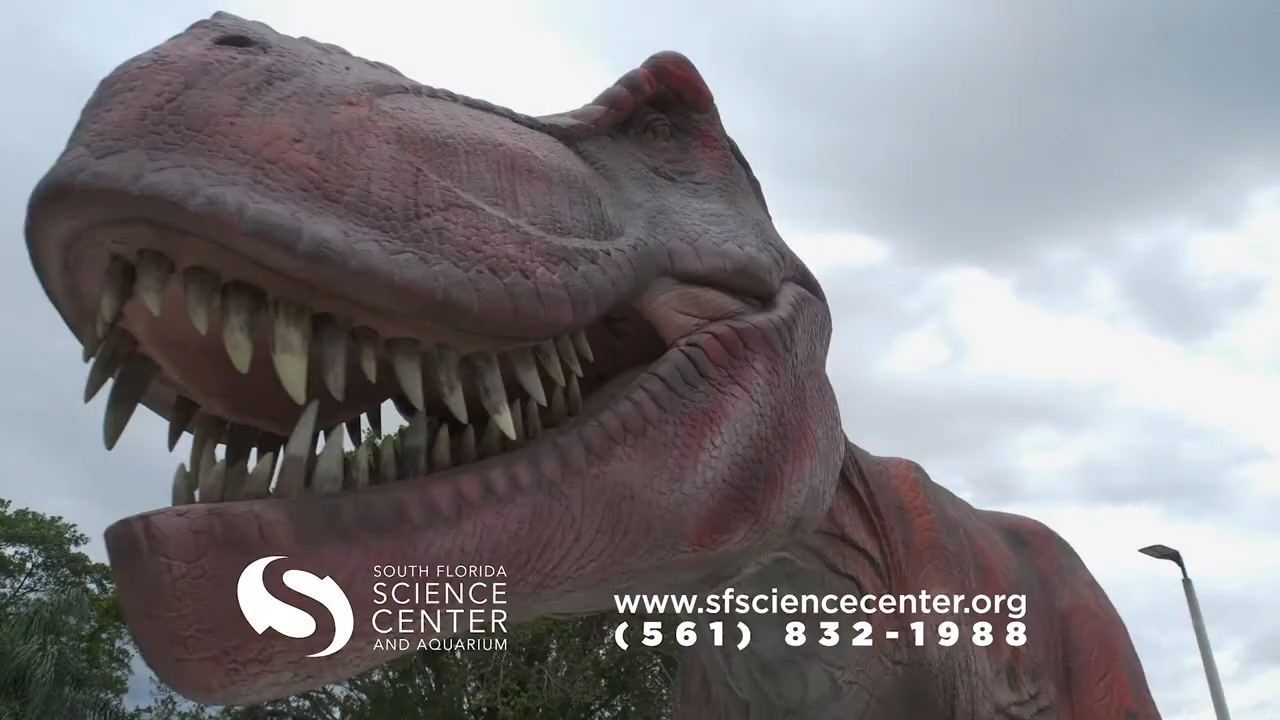 SOUTH FLORIDA
SCIENCE
CENTER
AND AQUARIUM
www.sfsciencecenter.org
(561) 832-1988